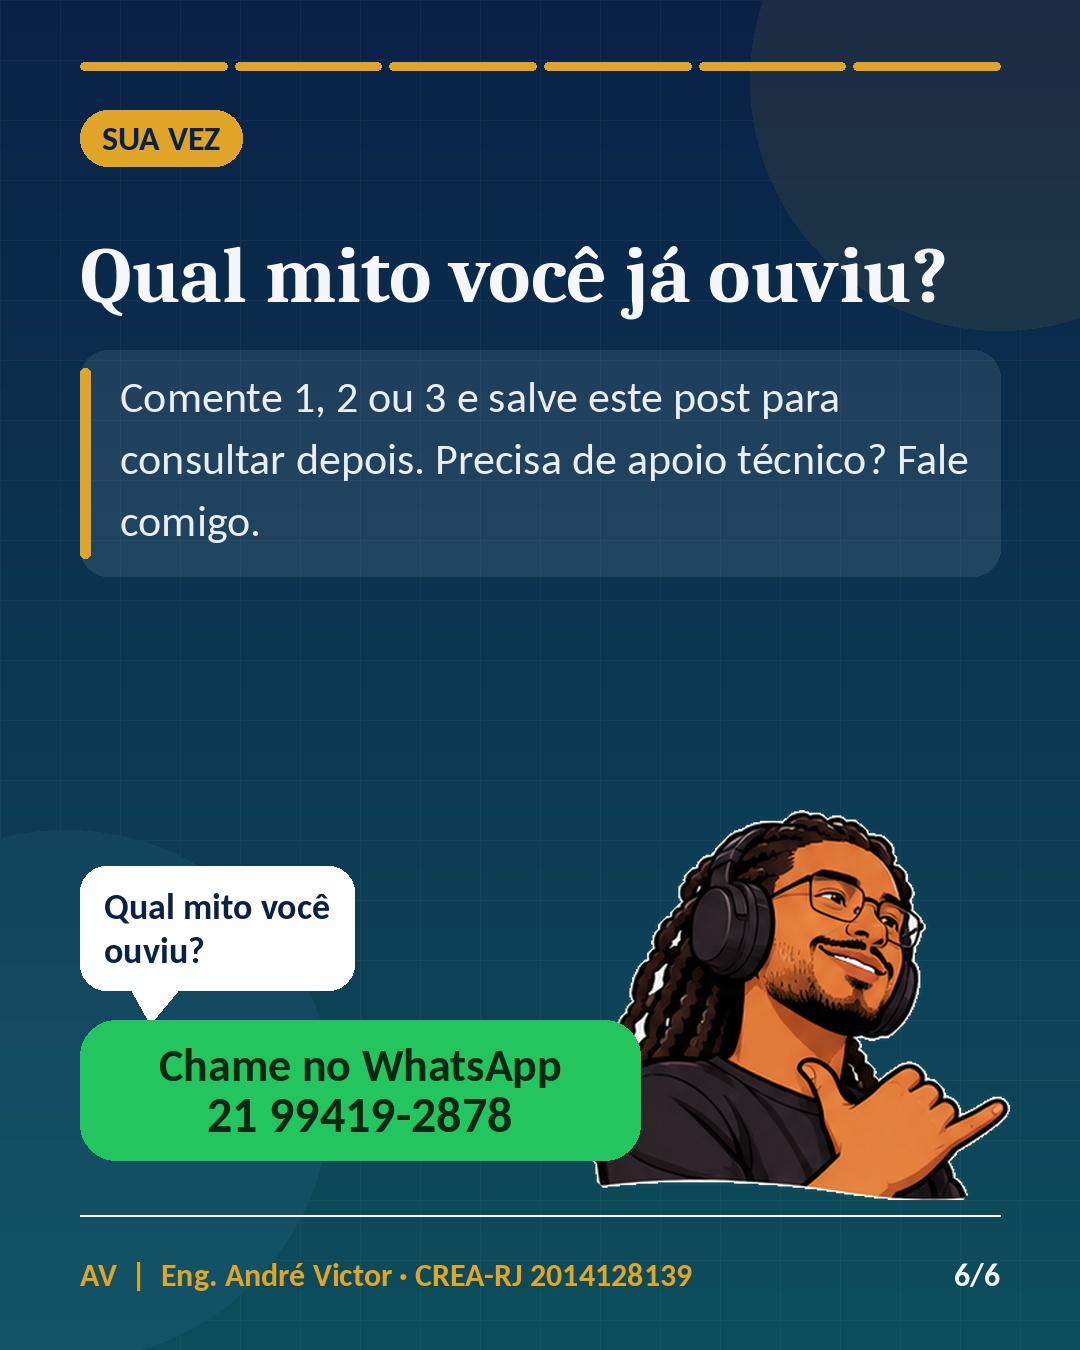 SUA VEZ
Qual mito você já ouviu?
Comente 1, 2 ou 3 e salve este post para
consultar depois. Precisa de apoio técnico? Fale
comigo.
Qual mito você
ouviu?
Chame no WhatsApp
21 99419-2878
AV | Eng. André Victor · CREA-RJ 2014128139
6/6